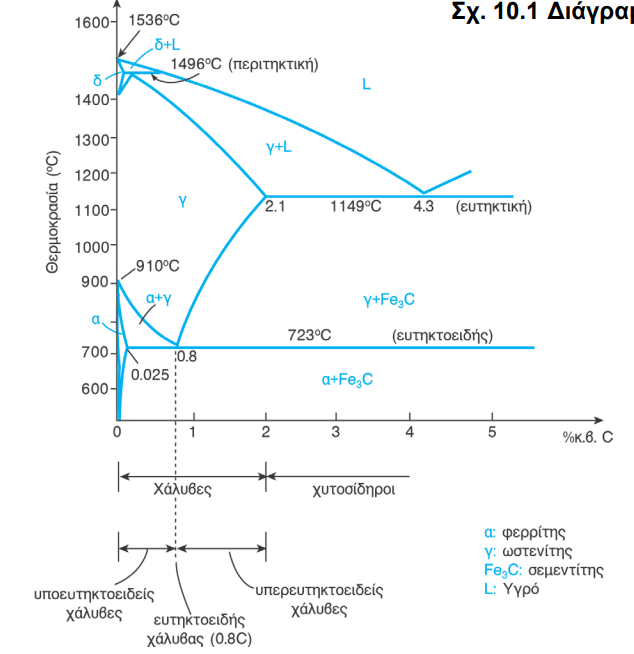 Σχ. 10.1 Διάγραμ
1600
1536°C
δ+L
1496°C (περιτηκτική)
δ
L
1400
1300
γ+L
1200
γ
2.1 1149°C 4.3 (ευτηκτική)
1100
Θερμοκρασία (°C)
1000
910°C
900
α+γ
γ+Fe₃C
α
723°C (ευτηκτοειδής)
700
0.8
0.025
α+Fe₃C
600
0 1 2 3 4 5
%κ.β. C
Χάλυβες χυτοσίδηροι
α: φερρίτης
γ: ωστενίτης
Fe₃C: σεμεντίτης
L: Υγρό
υποευτηκτοειδείς
χάλυβες
ευτηκτοειδής
χάλυβας (0.8C)
υπερευτηκτοειδείς
χάλυβες